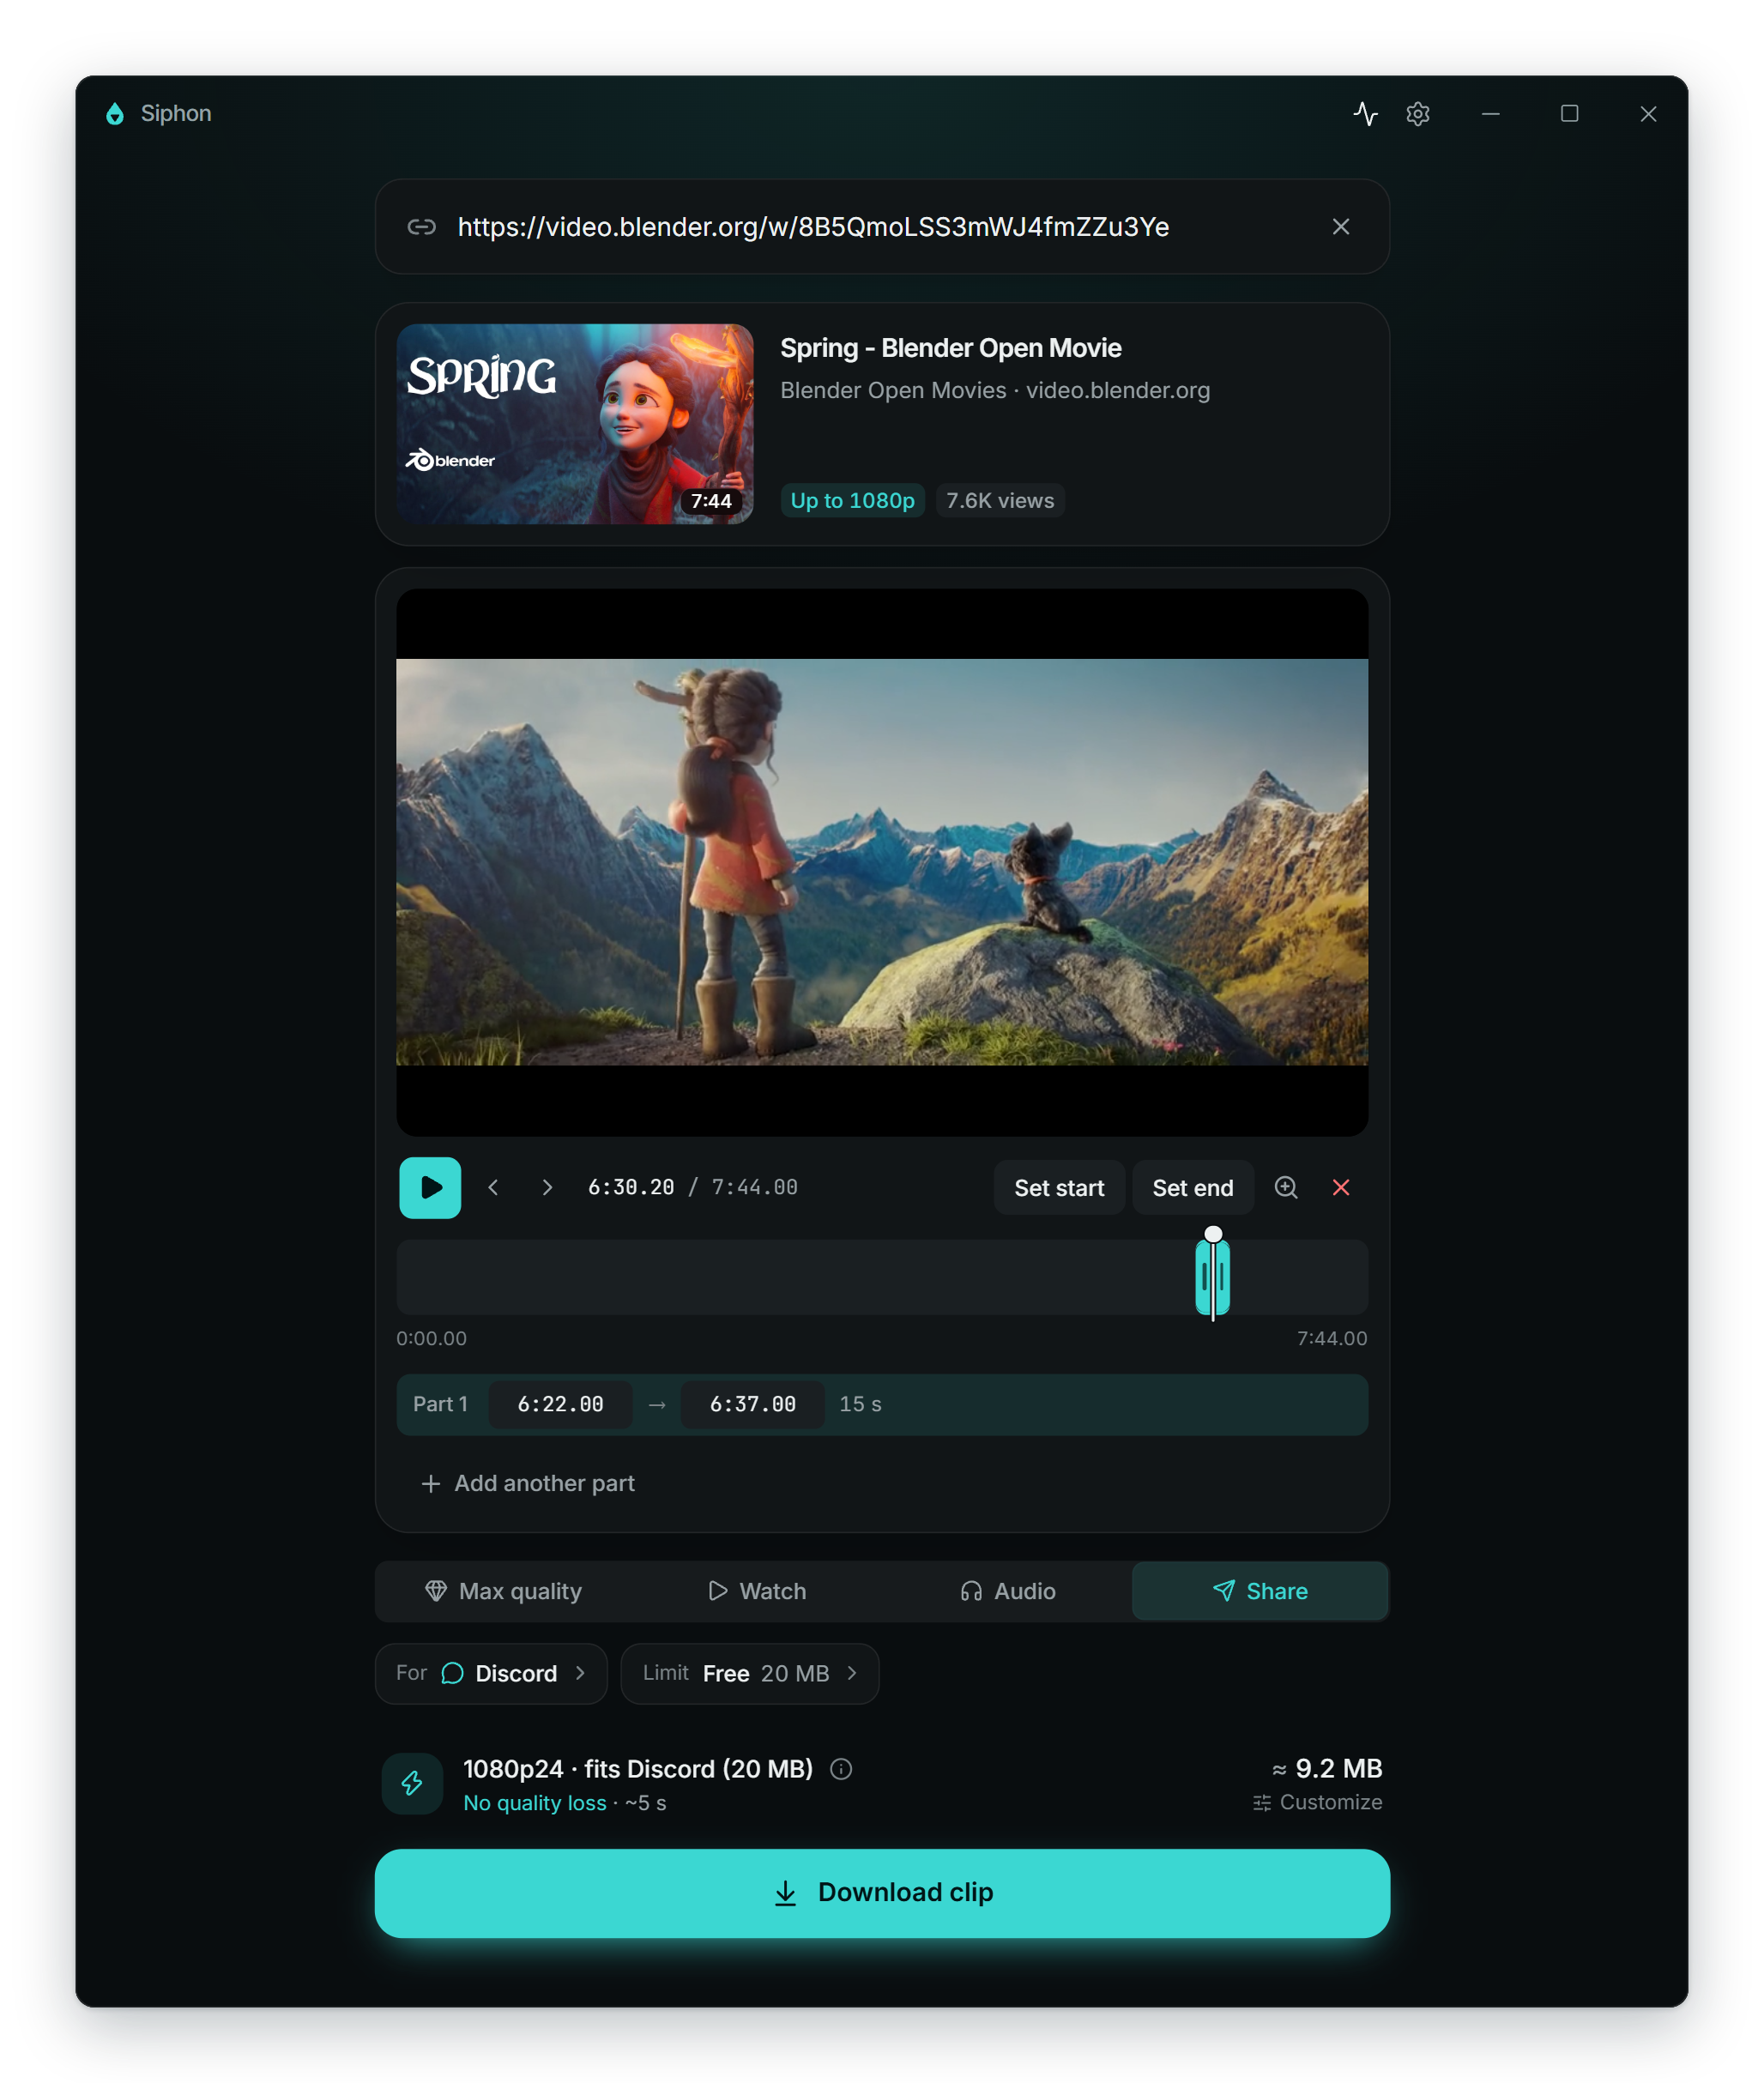 Siphon
https://video.blender.org/w/8B5QmoLSS3mWJ4fmZZu3Ye
SPRING
blender
7:44
Spring - Blender Open Movie
Blender Open Movies · video.blender.org
Up to 1080p 7.6K views
6:30.20 / 7:44.00 Set start Set end
0:00.00 7:44.00
Part 1 6:22.00 → 6:37.00 15 s
+ Add another part
Max quality Watch Audio Share
For Discord > Limit Free 20 MB >
1080p24 · fits Discord (20 MB) ≈ 9.2 MB
No quality loss · ~5 s Customize
Download clip